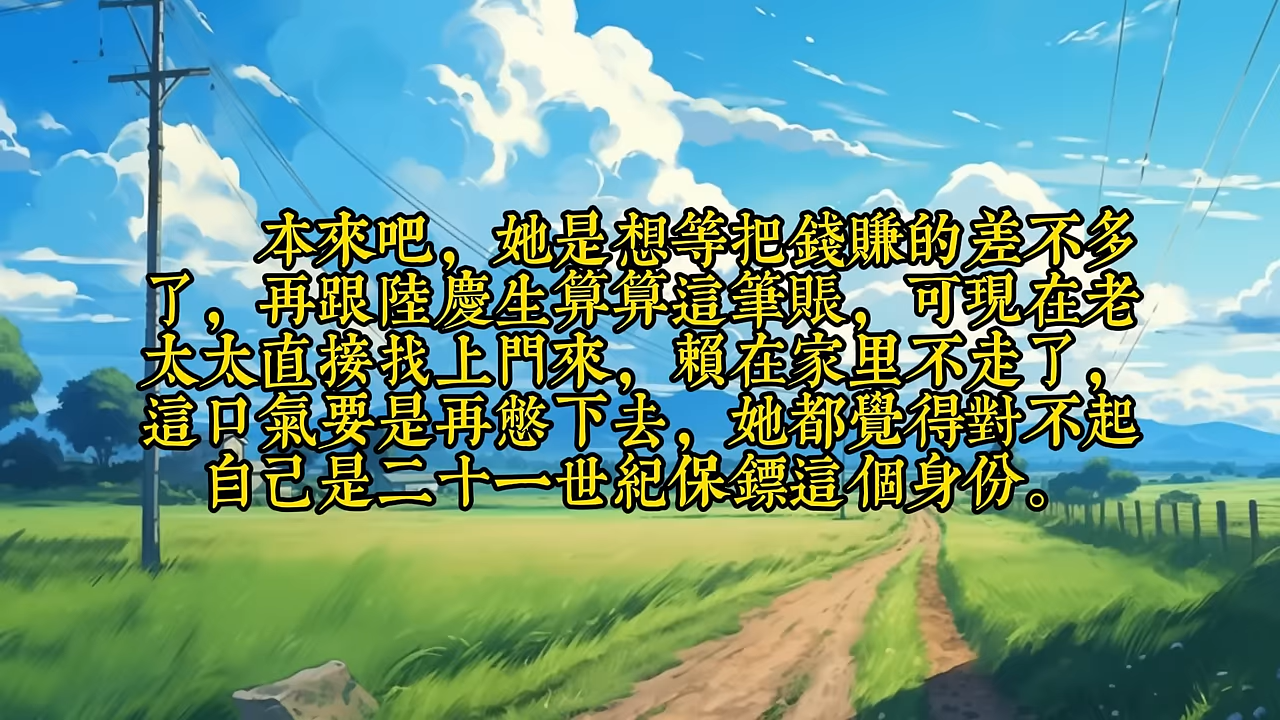 本來吧，她是想等把錢賺的差不多
了，再跟陸慶生算算這筆賬，可現在老
太太直接找上門來，賴在家里不走了，
這口氣要是再憋下去，她都覺得對不起
自己是二十一世紀保鏢這個身份。